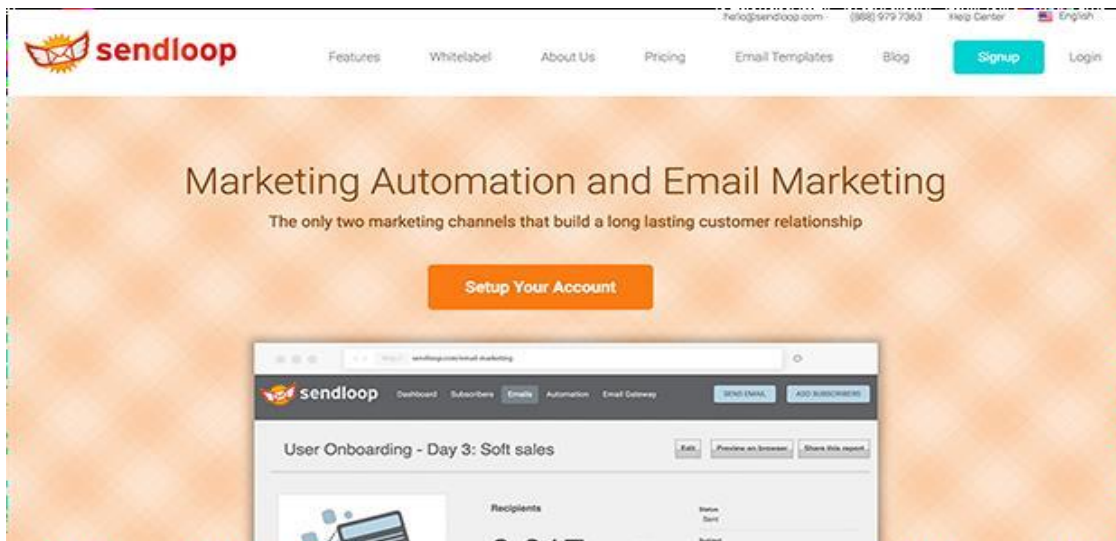 hello@sendloop.com (888) 979 7363 Help Center English
sendloop Features Whitelabel About Us Pricing Email Templates Blog Signup Login
Marketing Automation and Email Marketing
The only two marketing channels that build a long lasting customer relationship
Setup Your Account
sendloop.com/email-marketing
sendloop Dashboard Subscribers Emails Automation Email Gateway SEND EMAIL ADD SUBSCRIBERS
User Onboarding - Day 3: Soft sales Edit Preview on browser Share this report
Recipients Status
Sent